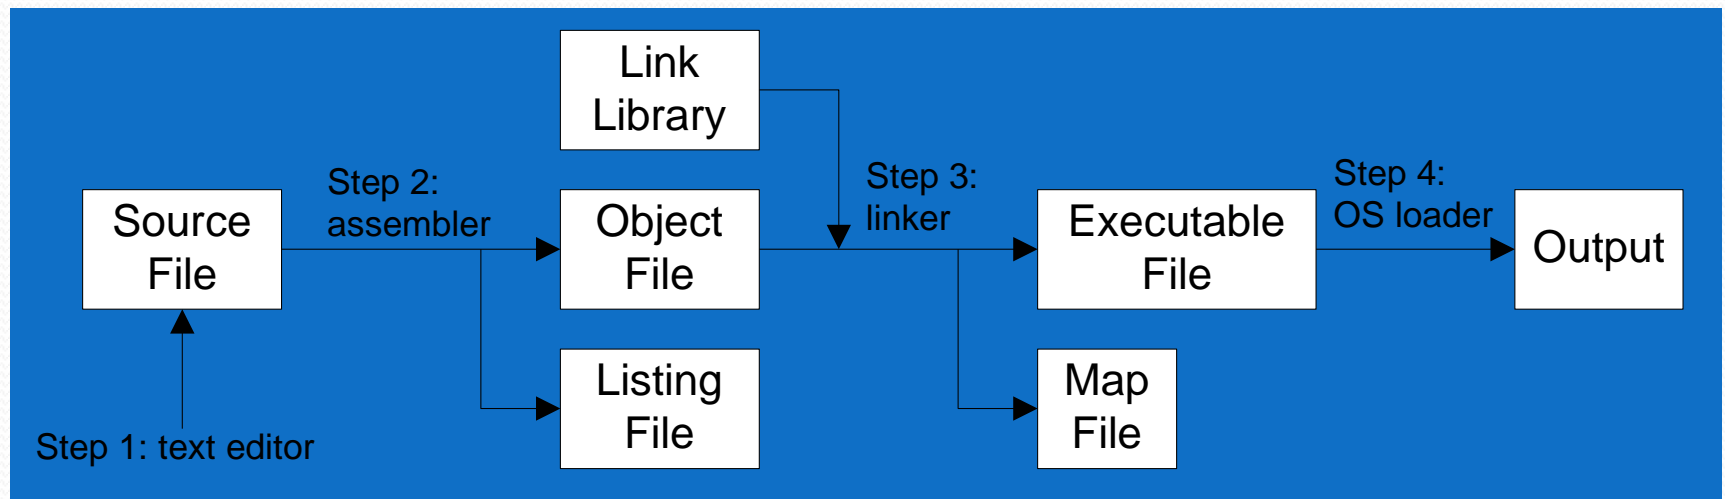 Link
Library
Step 2:
assembler
Step 3:
linker
Step 4:
OS loader
Source
File
Object
File
Executable
File
Output
Listing
File
Map
File
Step 1: text editor